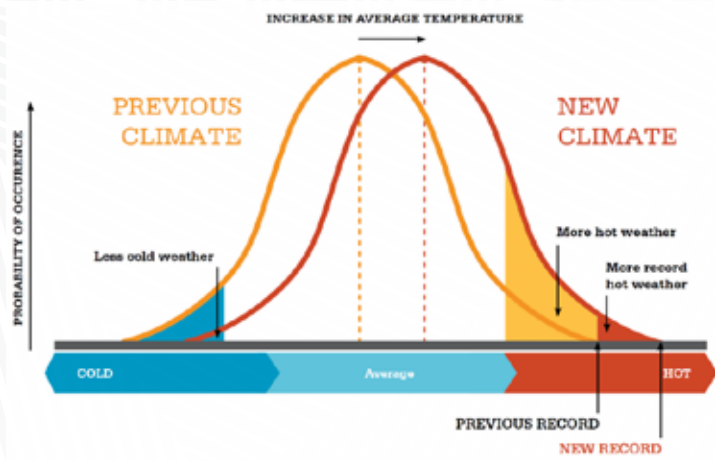 INCREASE IN AVERAGE TEMPERATURE
PREVIOUS
CLIMATE
NEW
CLIMATE
PROBABILITY OF OCCURENCE
Less cold weather
More hot weather
More record
hot weather
COLD
Average
HOT
PREVIOUS RECORD
NEW RECORD